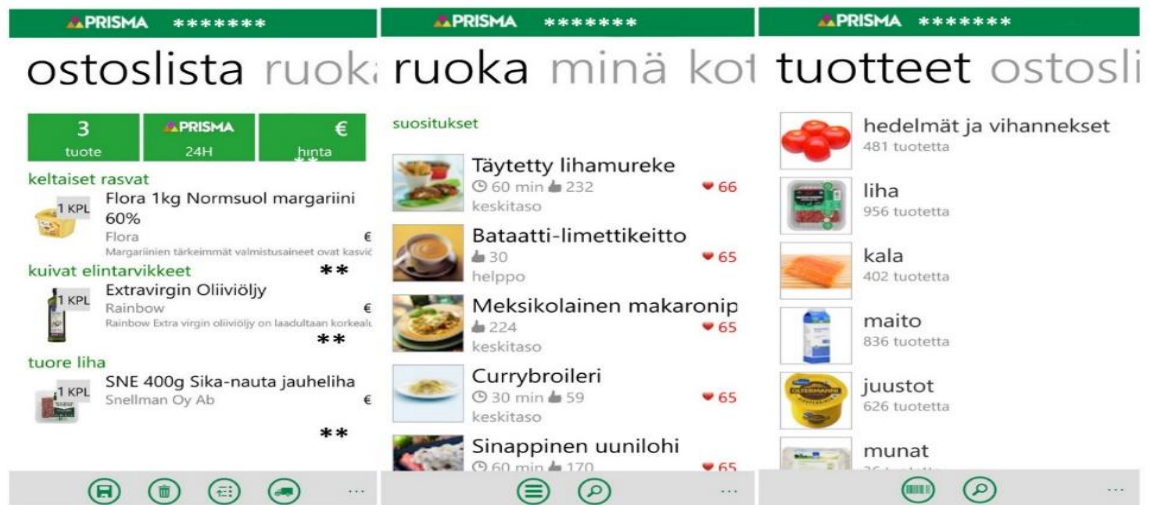 PRISMA *******
ostoslista ruoka
3
tuote
PRISMA
24H
€
hinta
**
keltaiset rasvat
1 KPL
Flora 1kg Normsuol margariini
60%
Flora €
Margariinien tärkeimmät valmistusaineet ovat kasvic
kuivat elintarvikkeet
**
1 KPL
Extravirgin Oliiviöljy
Rainbow €
Rainbow Extra virgin oliiviöljy on laadultaan korkealu
**
tuore liha
1 KPL
SNE 400g Sika-nauta jauheliha
Snellman Oy Ab €
**
...
PRISMA *******
ruoka minä kot
suositukset
Täytetty lihamureke
60 min 232 66
keskitaso
Bataatti-limettikeitto
30 65
helppo
Meksikolainen makaronip
224 65
keskitaso
Currybroileri
30 min 59 65
keskitaso
Sinappinen uunilohi
60 min 170 65
...
PRISMA *******
tuotteet ostosli
hedelmät ja vihannekset
481 tuotetta
liha
956 tuotetta
kala
402 tuotetta
maito
836 tuotetta
juustot
626 tuotetta
OLTERMANNI
munat
...